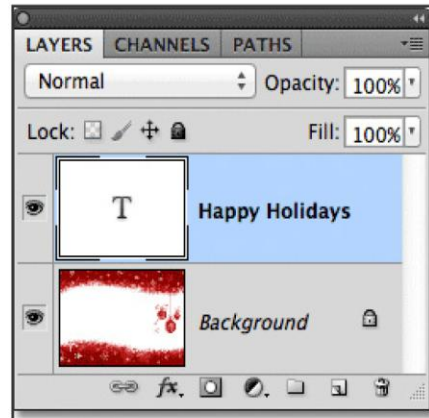 LAYERS CHANNELS PATHS
Normal Opacity: 100%
Lock: Fill: 100%
T Happy Holidays
Background
fx.